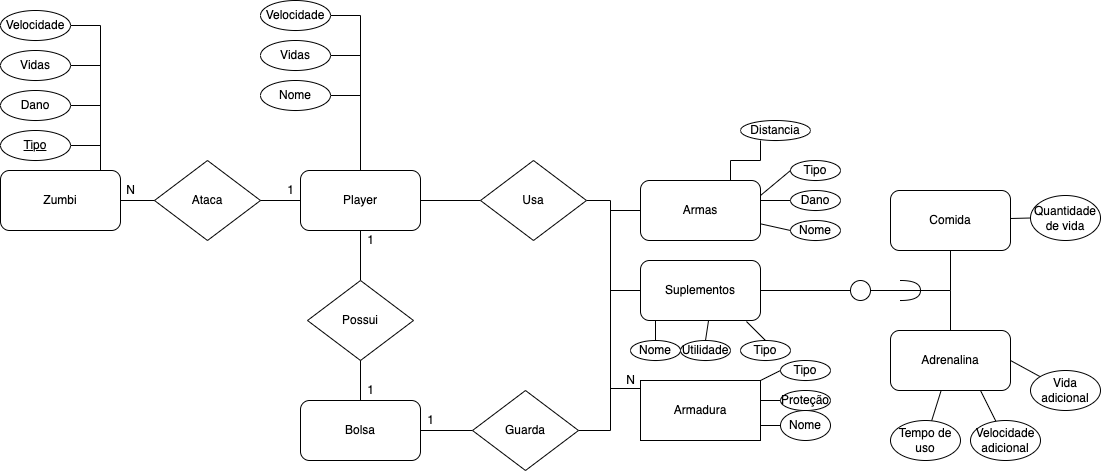 Velocidade
Vidas
Dano
Tipo
Velocidade
Vidas
Nome
Zumbi
N
Ataca
1
Player
1
Usa
Distancia
Tipo
Dano
Nome
Armas
Suplementos
Nome
Utilidade
Tipo
Comida
Quantidade
de vida
Adrenalina
Vida
adicional
Tempo de
uso
Velocidade
adicional
Possui
1
Bolsa
1
Guarda
N
Armadura
Tipo
Proteção
Nome